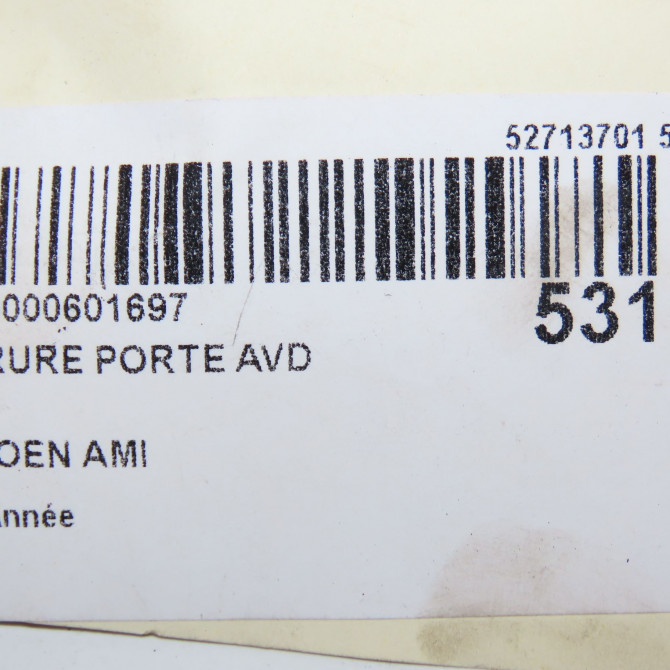 52713701 5
000601697
531
RURE PORTE AVD
OEN AMI
nnée